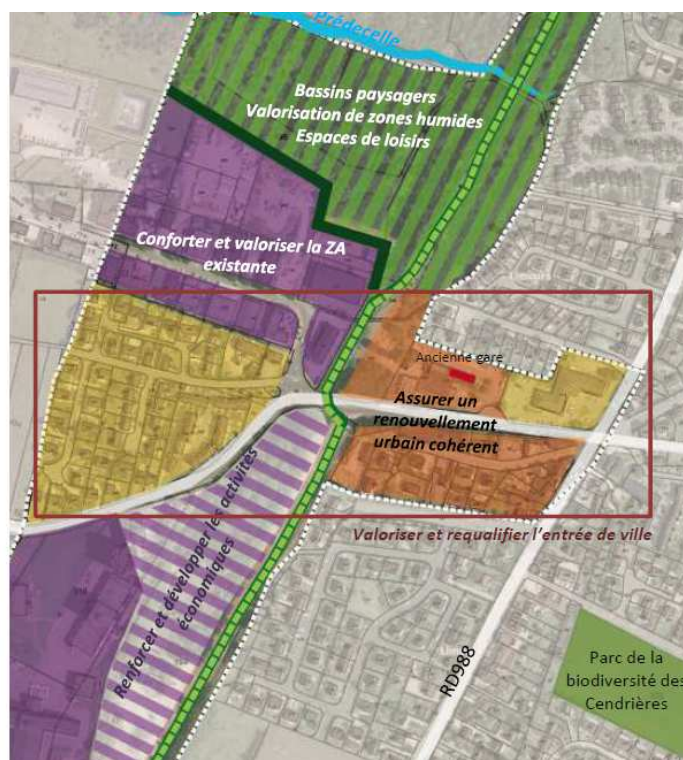 Prédecelle
Bassins paysagers
Valorisation de zones humides
Espaces de loisirs
Conforter et valoriser la ZA
existante
Ancienne gare
Assurer un
renouvellement
urbain cohérent
Valoriser et requalifier l'entrée de ville
Renforcer et développer les activités
économiques
RD988
Parc de la
biodiversité des
Cendrières